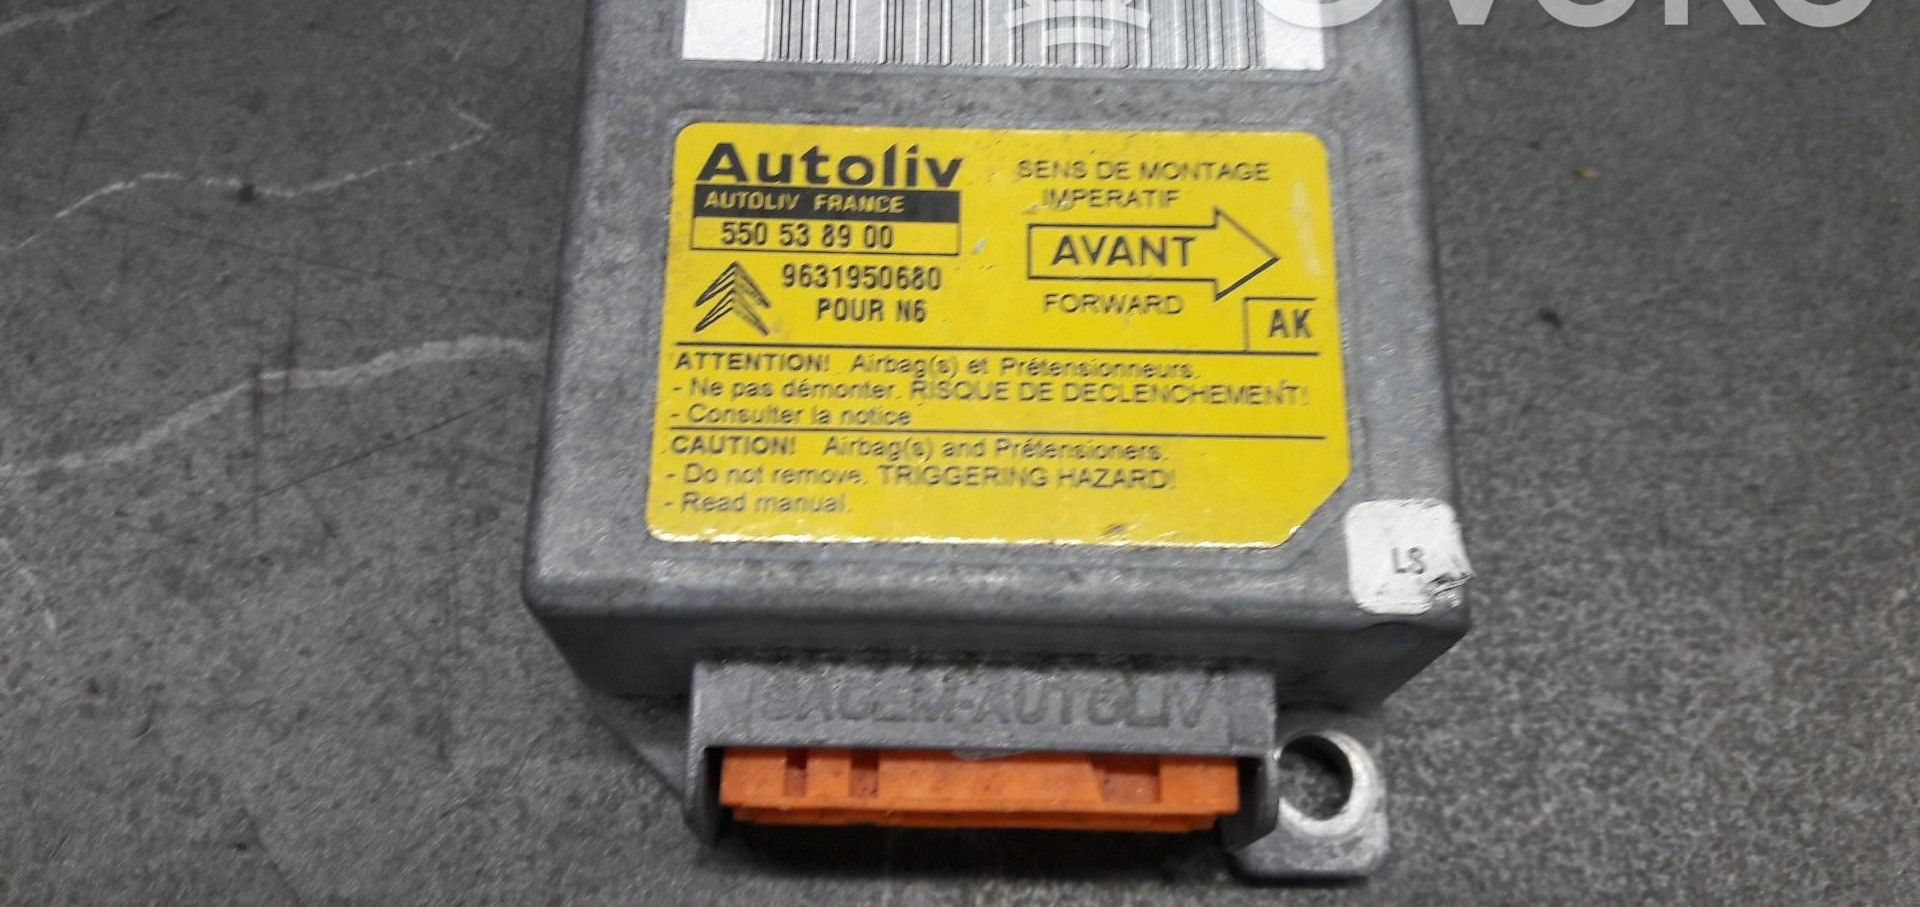 Autoliv
AUTOLIV FRANCE
550 53 89 00
9631950680
POUR N6
SENS DE MONTAGE
IMPERATIF
AVANT
FORWARD
AK
ATTENTION! Airbag(s) et Prétensionneurs.
- Ne pas démonter. RISQUE DE DECLENCHEMENT!
- Consulter la notice
CAUTION! Airbag(s) and Prétensioners.
- Do not remove. TRIGGERING HAZARD!
- Read manual.
SAGEM-AUTOLIV